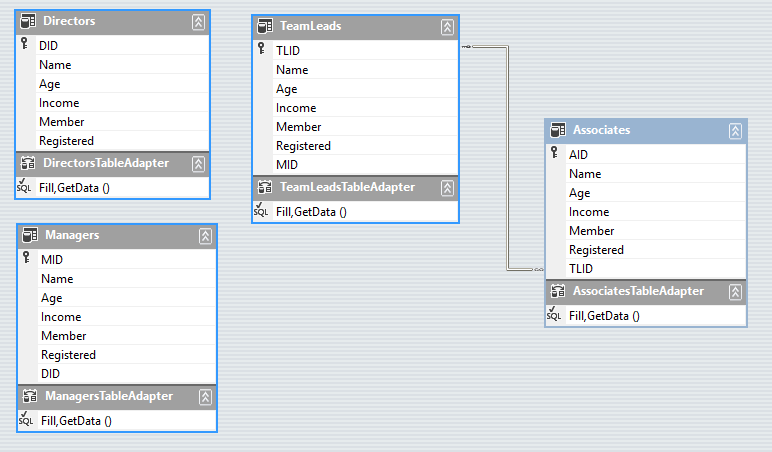 Directors
DID
Name
Age
Income
Member
Registered
DirectorsTableAdapter
SQL Fill,GetData ()
Managers
MID
Name
Age
Income
Member
Registered
DID
ManagersTableAdapter
SQL Fill,GetData ()
TeamLeads
TLID
Name
Age
Income
Member
Registered
MID
TeamLeadsTableAdapter
SQL Fill,GetData ()
Associates
AID
Name
Age
Income
Member
Registered
TLID
AssociatesTableAdapter
SQL Fill,GetData ()